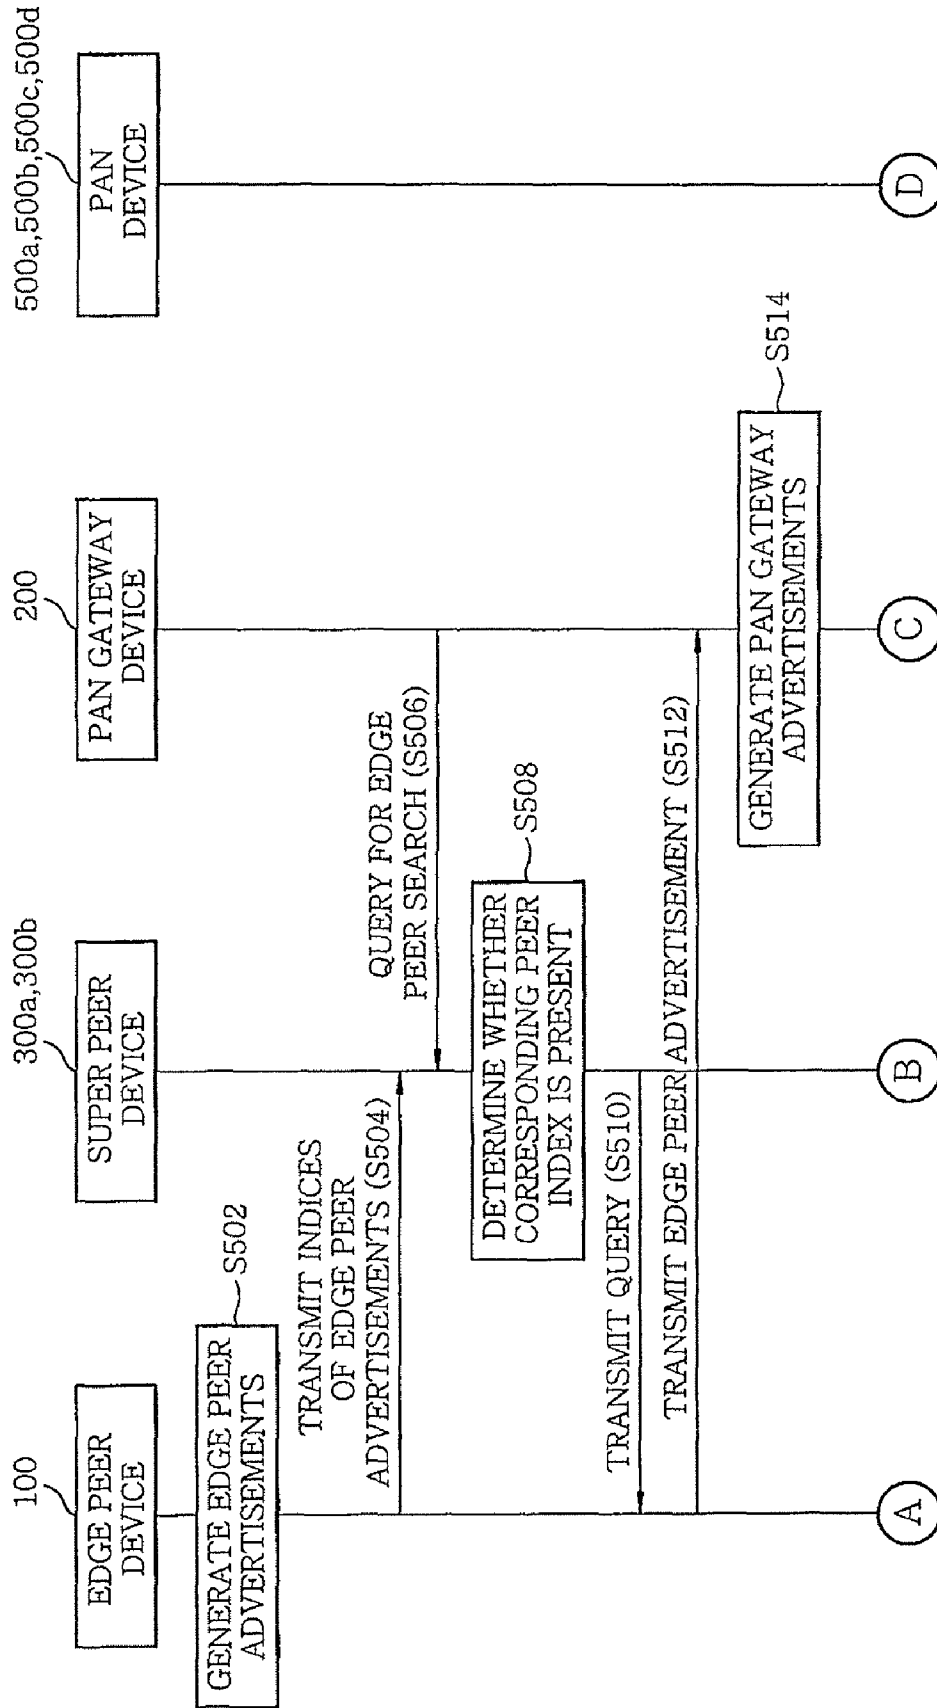 100
EDGE PEER
DEVICE
300a,300b
SUPER PEER
DEVICE
200
PAN GATEWAY
DEVICE
500a,500b,500c,500d
PAN
DEVICE
GENERATE EDGE PEER
ADVERTISEMENTS
S502
TRANSMIT INDICES
OF EDGE PEER
ADVERTISEMENTS (S504)
QUERY FOR EDGE
PEER SEARCH (S506)
DETERMINE WHETHER
CORRESPONDING PEER
INDEX IS PRESENT
S508
TRANSMIT QUERY (S510)
TRANSMIT EDGE PEER ADVERTISEMENT (S512)
GENERATE PAN GATEWAY
ADVERTISEMENTS
S514
A
B
C
D